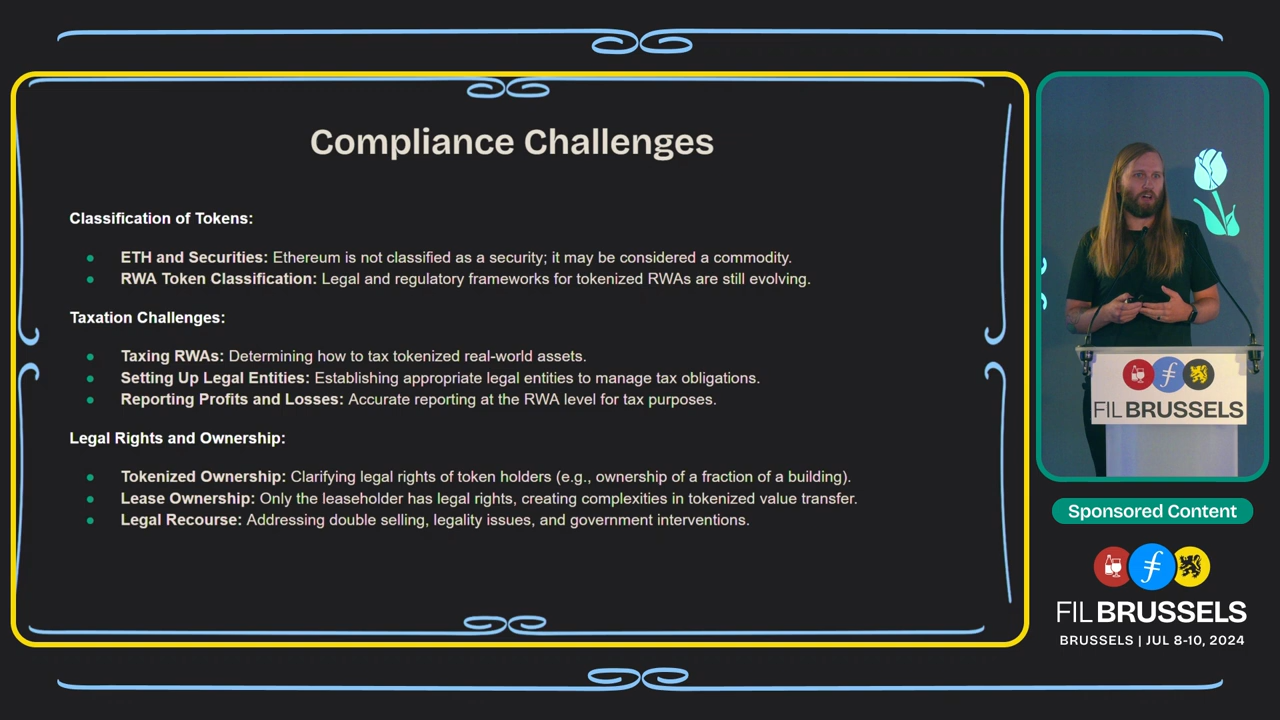 Compliance Challenges
Classification of Tokens:
● ETH and Securities: Ethereum is not classified as a security; it may be considered a commodity.
● RWA Token Classification: Legal and regulatory frameworks for tokenized RWAs are still evolving.
Taxation Challenges:
● Taxing RWAs: Determining how to tax tokenized real-world assets.
● Setting Up Legal Entities: Establishing appropriate legal entities to manage tax obligations.
● Reporting Profits and Losses: Accurate reporting at the RWA level for tax purposes.
Legal Rights and Ownership:
● Tokenized Ownership: Clarifying legal rights of token holders (e.g., ownership of a fraction of a building).
● Lease Ownership: Only the leaseholder has legal rights, creating complexities in tokenized value transfer.
● Legal Recourse: Addressing double selling, legality issues, and government interventions.
FIL BRUSSELS
Sponsored Content
FIL BRUSSELS
BRUSSELS | JUL 8-10, 2024